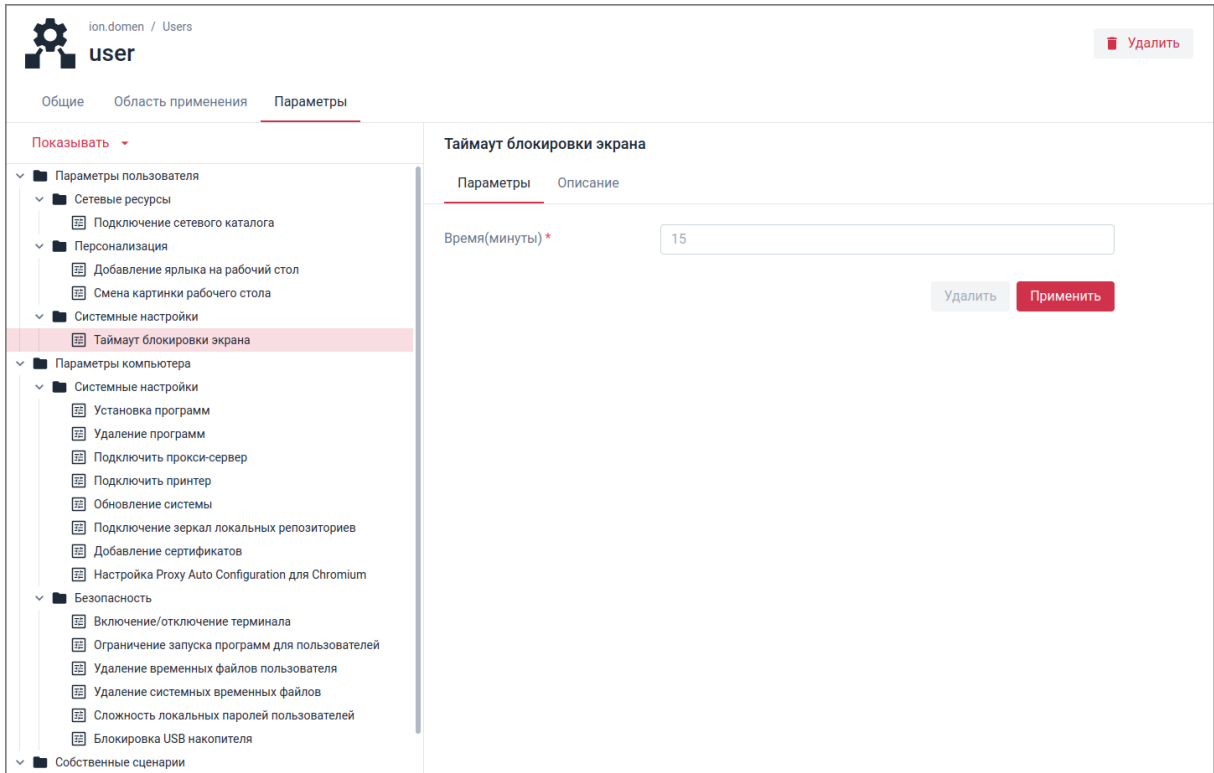 ion.domen / Users
user
Удалить
Общие Область применения Параметры
Показывать
Параметры пользователя
Сетевые ресурсы
Подключение сетевого каталога
Персонализация
Добавление ярлыка на рабочий стол
Смена картинки рабочего стола
Системные настройки
Таймаут блокировки экрана
Параметры компьютера
Системные настройки
Установка программ
Удаление программ
Подключить прокси-сервер
Подключить принтер
Обновление системы
Подключение зеркал локальных репозиториев
Добавление сертификатов
Настройка Proxy Auto Configuration для Chromium
Безопасность
Включение/отключение терминала
Ограничение запуска программ для пользователей
Удаление временных файлов пользователя
Удаление системных временных файлов
Сложность локальных паролей пользователей
Блокировка USB накопителя
Собственные сценарии
Таймаут блокировки экрана
Параметры Описание
Время(минуты) * 15
Удалить Применить